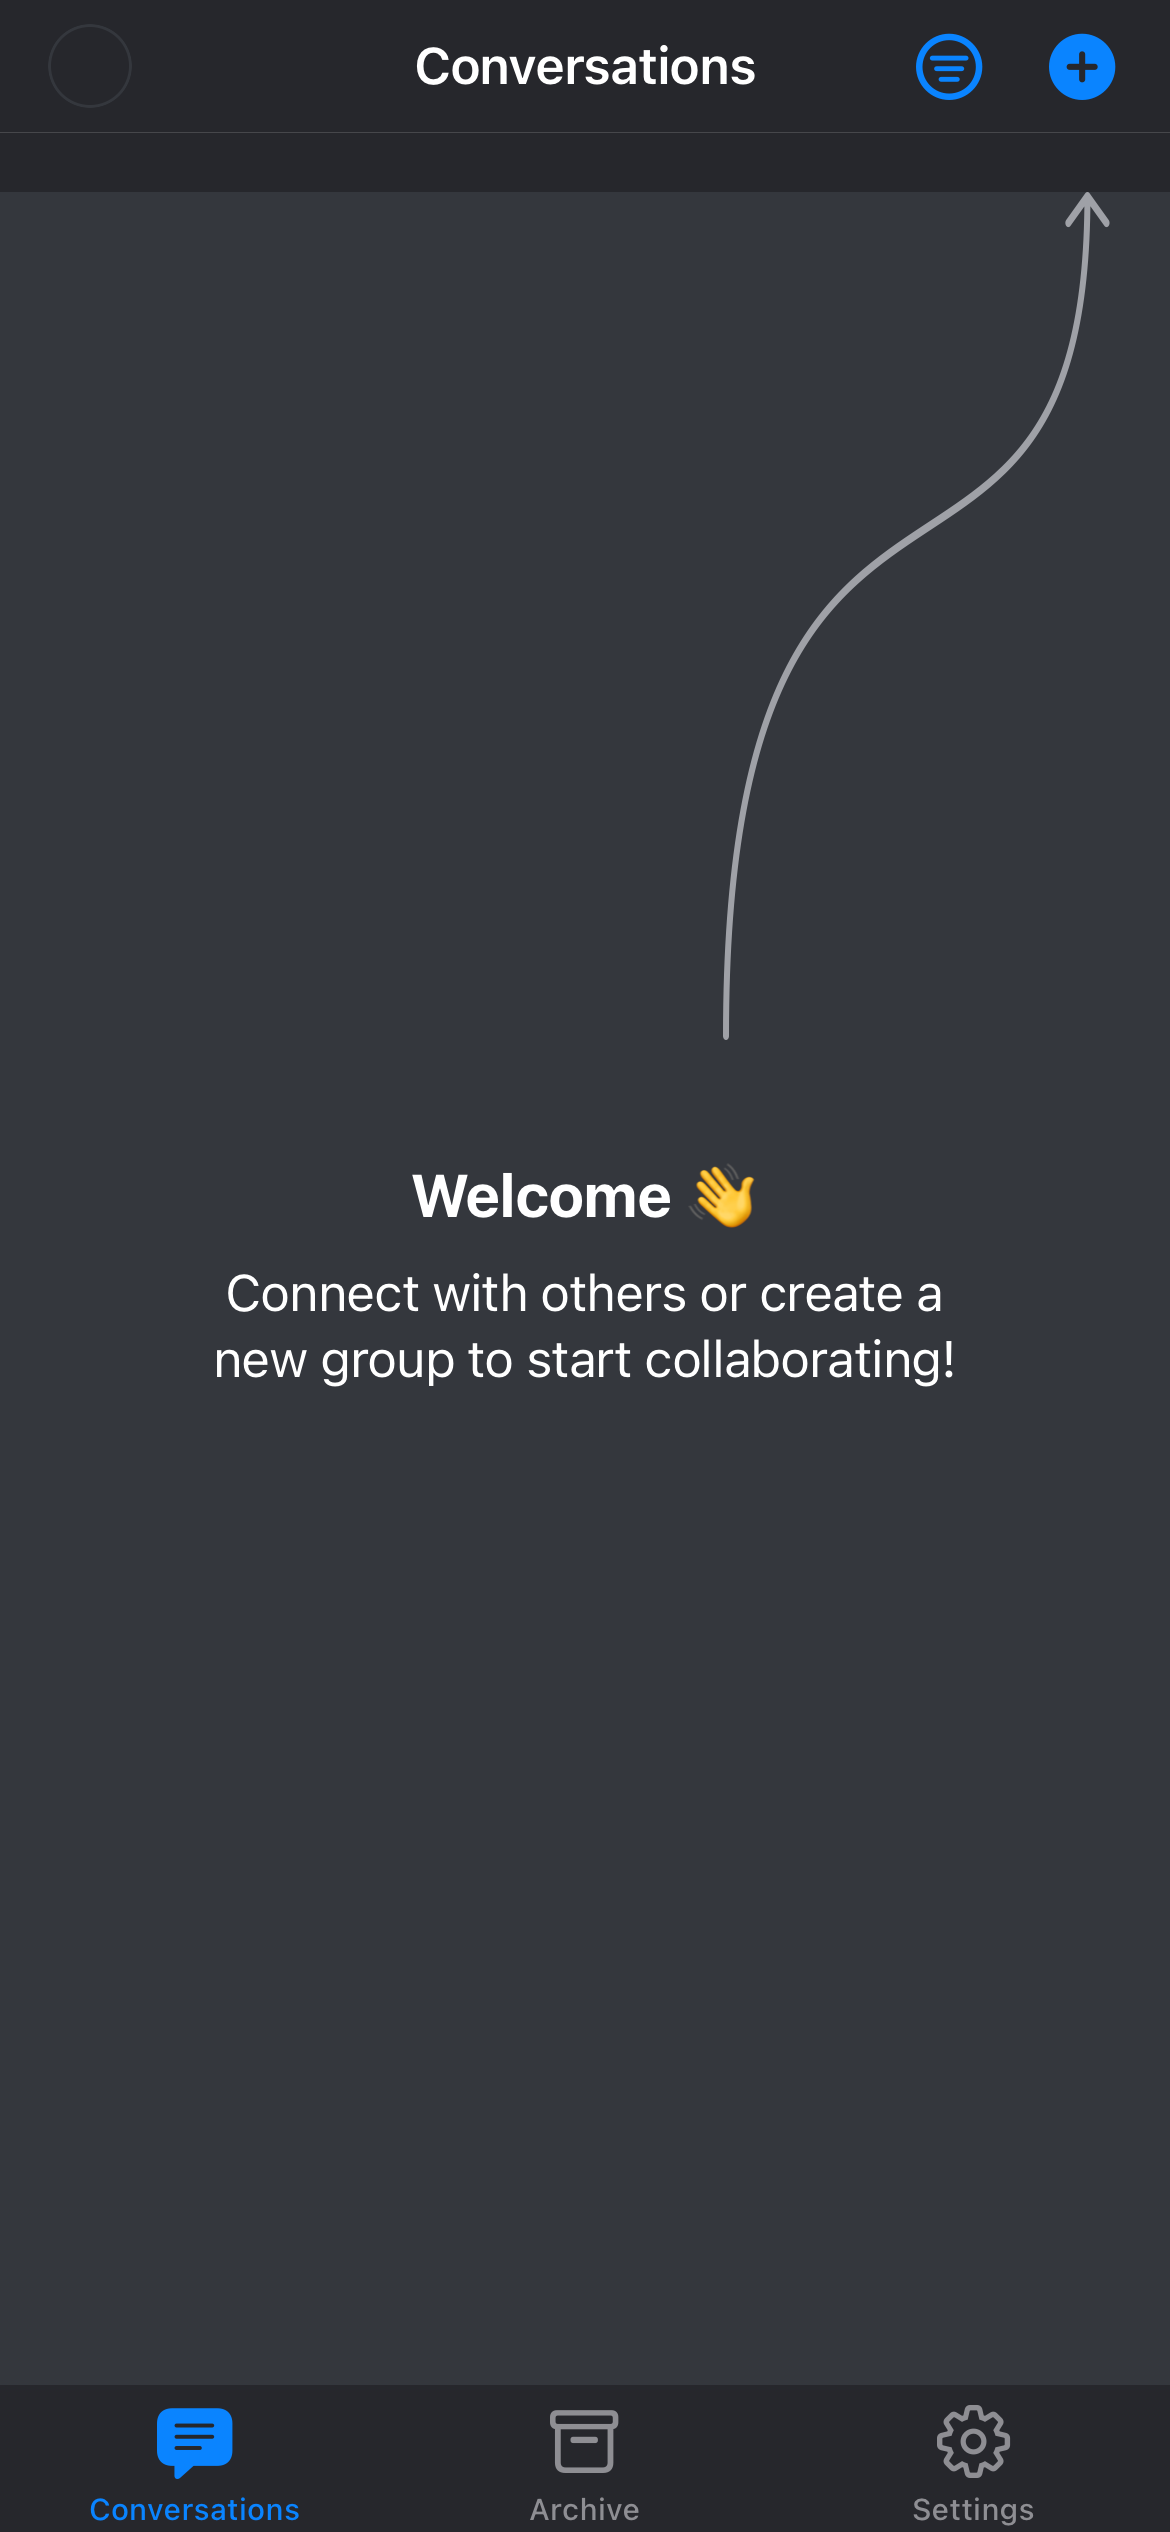 Conversations
Welcome 👋
Connect with others or create a
new group to start collaborating!
Conversations
Archive
Settings